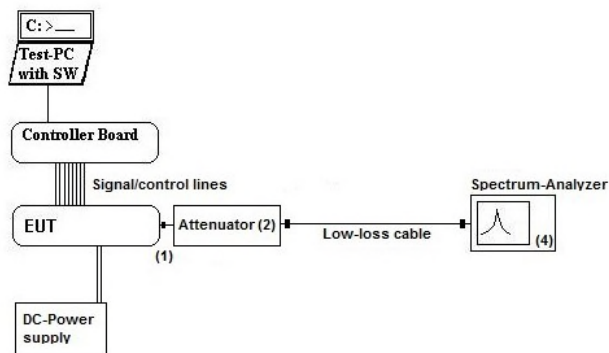 C: >__
Test-PC
with SW
Controller Board
Signal/control lines
Spectrum-Analyzer
EUT
Attenuator (2)
Low-loss cable
(4)
(1)
DC-Power
supply